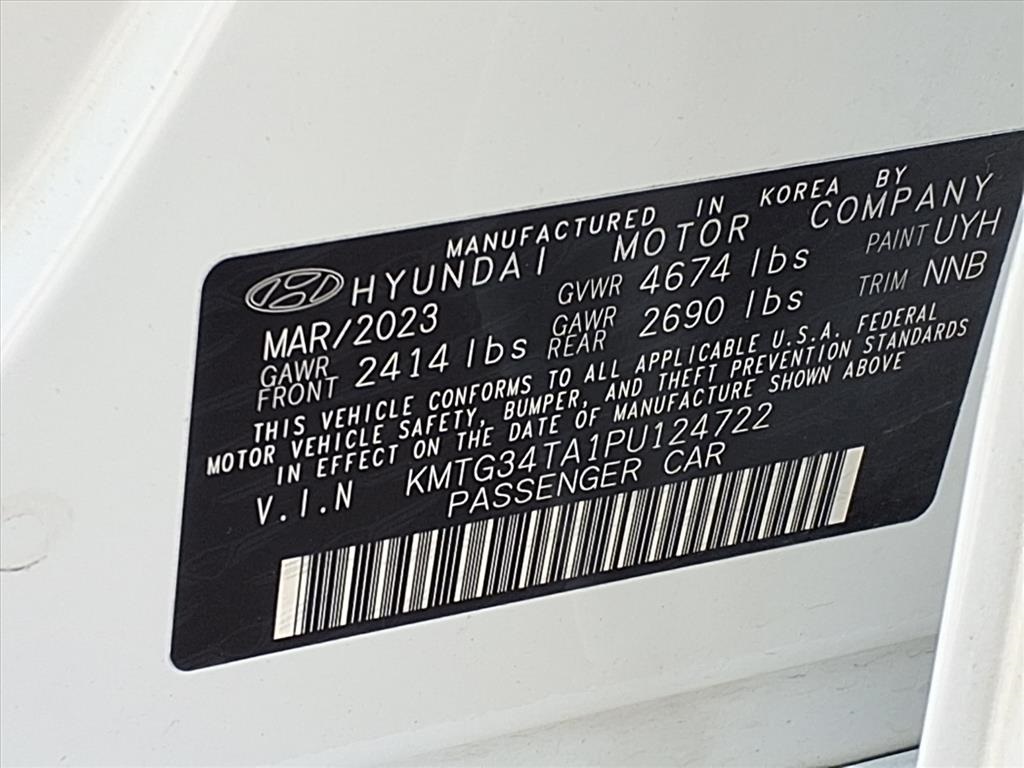 MANUFACTURED IN KOREA BY
HYUNDAI MOTOR COMPANY
MAR/2023 GVWR 4674 lbs PAINT UYH
GAWR FRONT 2414 lbs GAWR REAR 2690 lbs TRIM NNB
THIS VEHICLE CONFORMS TO ALL APPLICABLE U.S.A. FEDERAL
MOTOR VEHICLE SAFETY, BUMPER, AND THEFT PREVENTION STANDARDS
IN EFFECT ON THE DATE OF MANUFACTURE SHOWN ABOVE
V.I.N KMTG34TA1PU124722
PASSENGER CAR